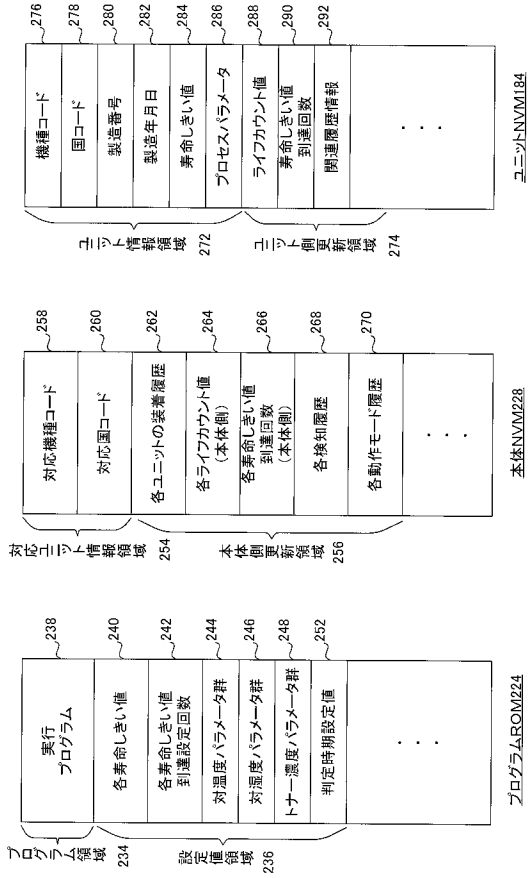 プログラム領域
234
設定値領域
236
実行
プログラム
238
各寿命しきい値
240
各寿命しきい値
到達設定回数
242
対温度パラメータ群
244
対湿度パラメータ群
246
トナー濃度パラメータ群
248
判定時期設定値
252
・・・
プログラムROM224
対応ユニット情報領域
254
本体側更新領域
256
対応機種コード
258
対応国コード
260
各ユニットの装着履歴
262
各ライフカウント値
(本体側)
264
各寿命しきい値
到達回数
(本体側)
266
各検知履歴
268
各動作モード履歴
270
・・・
本体NVM228
ユニット情報領域
272
ユニット側更新領域
274
機種コード
276
国コード
278
製造番号
280
製造年月日
282
寿命しきい値
284
プロセスパラメータ
286
ライフカウント値
288
寿命しきい値
到達回数
290
関連履歴情報
292
・・・
ユニットNVM184